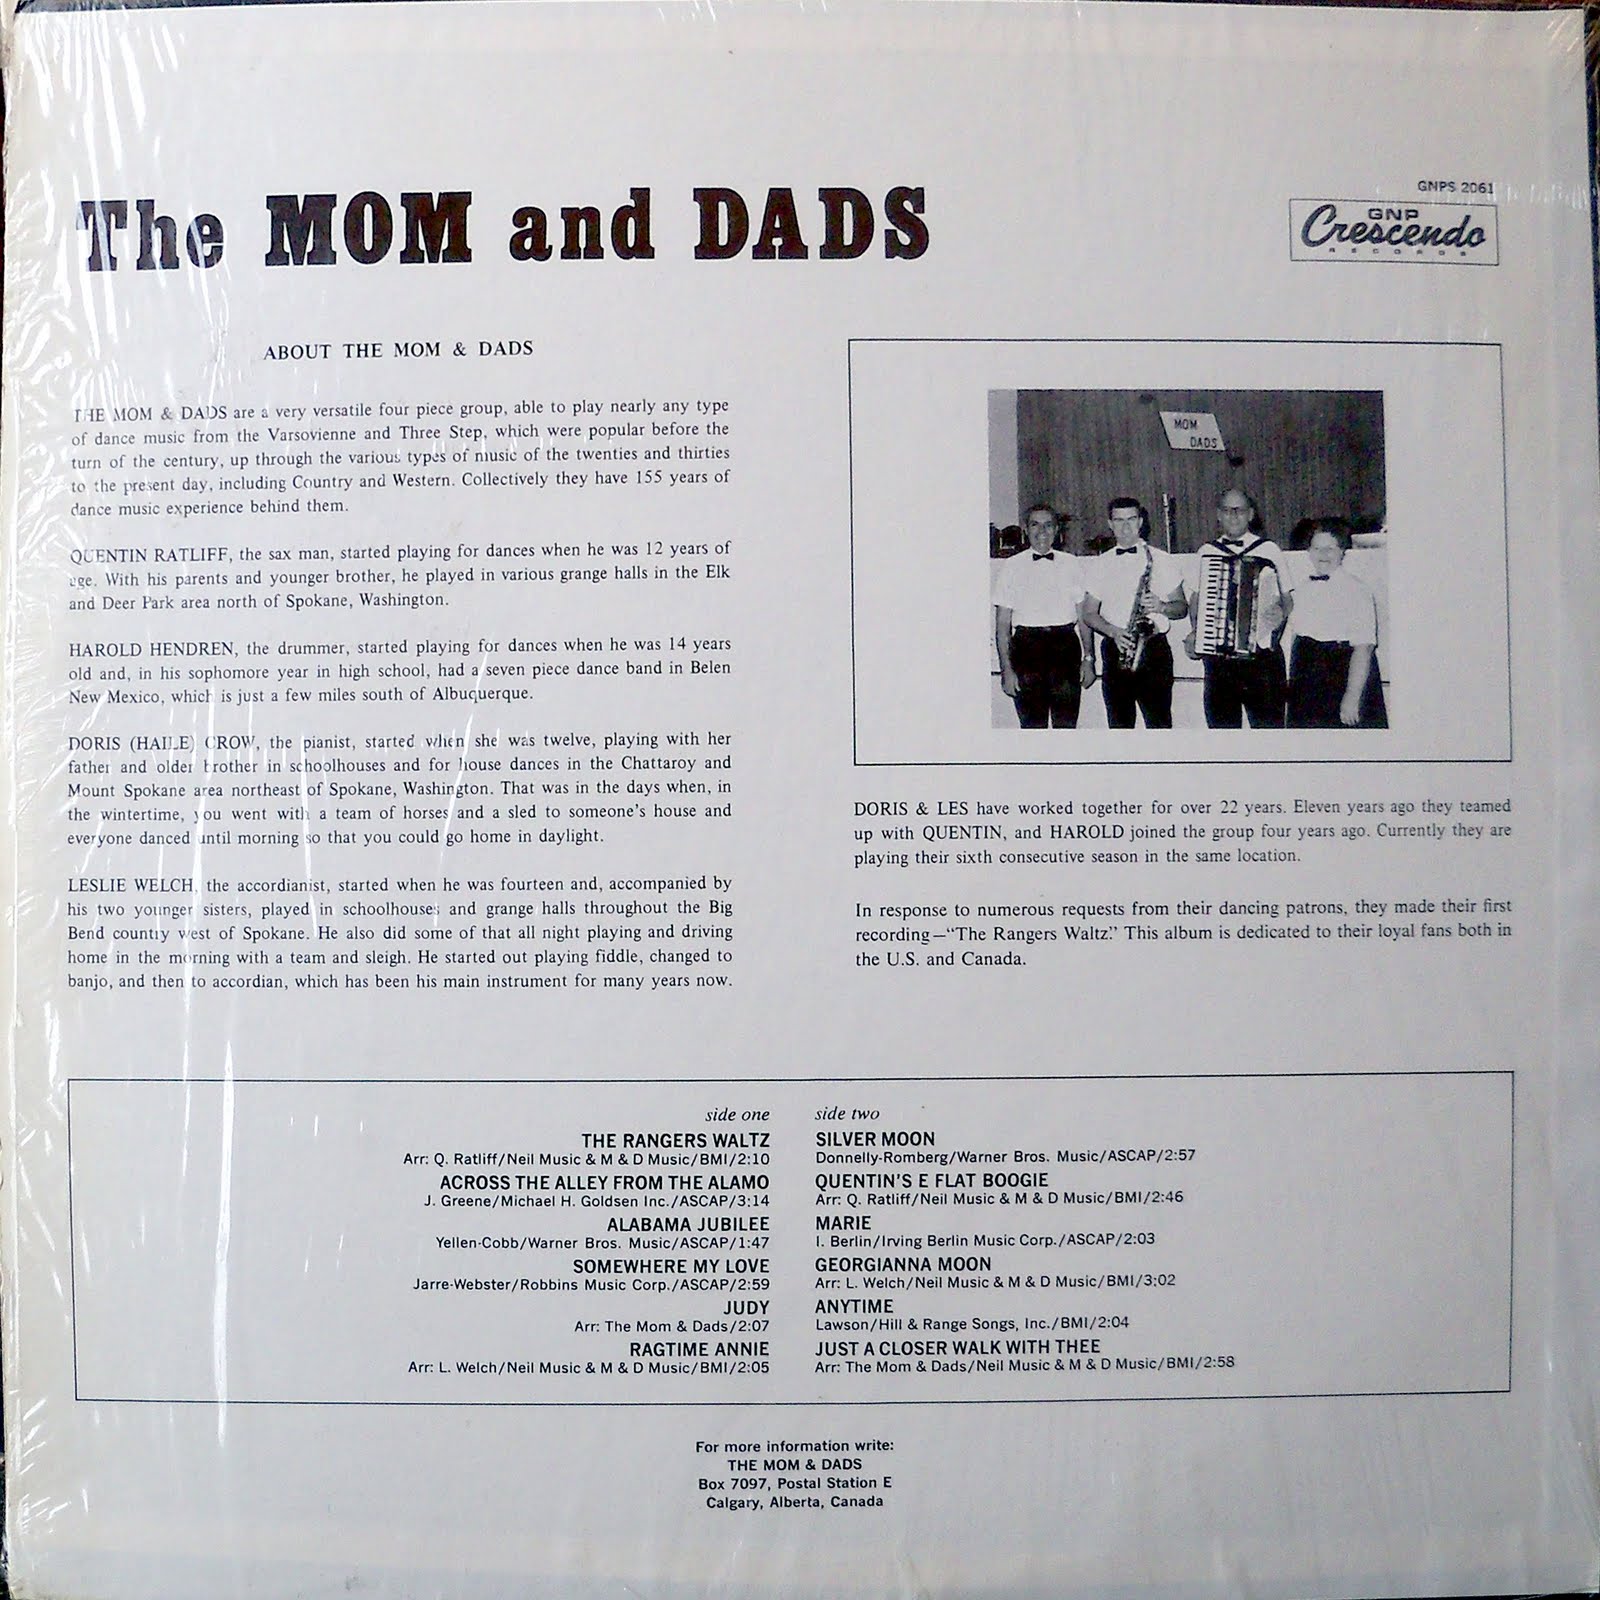 GNPS 2061
The MOM and DADS
GNP
Crescendo
RECORDS
ABOUT THE MOM & DADS
THE MOM & DADS are a very versatile four piece group, able to play nearly any type
of dance music from the Varsovienne and Three Step, which were popular before the
turn of the century, up through the various types of music of the twenties and thirties
to the present day, including Country and Western. Collectively they have 155 years of
dance music experience behind them.
QUENTIN RATLIFF, the sax man, started playing for dances when he was 12 years of
age. With his parents and younger brother, he played in various grange halls in the Elk
and Deer Park area north of Spokane, Washington.
HAROLD HENDREN, the drummer, started playing for dances when he was 14 years
old and, in his sophomore year in high school, had a seven piece dance band in Belen
New Mexico, which is just a few miles south of Albuquerque.
DORIS (HAILE) CROW, the pianist, started when she was twelve, playing with her
father and older brother in schoolhouses and for house dances in the Chattaroy and
Mount Spokane area northeast of Spokane, Washington. That was in the days when, in
the wintertime, you went with a team of horses and a sled to someone's house and
everyone danced until morning so that you could go home in daylight.
LESLIE WELCH, the accordianist, started when he was fourteen and, accompanied by
his two younger sisters, played in schoolhouses and grange halls throughout the Big
Bend country west of Spokane. He also did some of that all night playing and driving
home in the morning with a team and sleigh. He started out playing fiddle, changed to
banjo, and then to accordian, which has been his main instrument for many years now.
MOM
DADS
DORIS & LES have worked together for over 22 years. Eleven years ago they teamed
up with QUENTIN, and HAROLD joined the group four years ago. Currently they are
playing their sixth consecutive season in the same location.
In response to numerous requests from their dancing patrons, they made their first
recording—"The Rangers Waltz." This album is dedicated to their loyal fans both in
the U.S. and Canada.
side one
THE RANGERS WALTZ
Arr: Q. Ratliff/Neil Music & M & D Music/BMI/2:10
ACROSS THE ALLEY FROM THE ALAMO
J. Greene/Michael H. Goldsen Inc./ASCAP/3:14
ALABAMA JUBILEE
Yellen-Cobb/Warner Bros. Music/ASCAP/1:47
SOMEWHERE MY LOVE
Jarre-Webster/Robbins Music Corp./ASCAP/2:59
JUDY
Arr: The Mom & Dads/2:07
RAGTIME ANNIE
Arr: L. Welch/Neil Music & M & D Music/BMI/2:05
side two
SILVER MOON
Donnelly-Romberg/Warner Bros. Music/ASCAP/2:57
QUENTIN'S E FLAT BOOGIE
Arr: Q. Ratliff/Neil Music & M & D Music/BMI/2:46
MARIE
I. Berlin/Irving Berlin Music Corp./ASCAP/2:03
GEORGIANNA MOON
Arr: L. Welch/Neil Music & M & D Music/BMI/3:02
ANYTIME
Lawson/Hill & Range Songs, Inc./BMI/2:04
JUST A CLOSER WALK WITH THEE
Arr: The Mom & Dads/Neil Music & M & D Music/BMI/2:58
For more information write:
THE MOM & DADS
Box 7097, Postal Station E
Calgary, Alberta, Canada